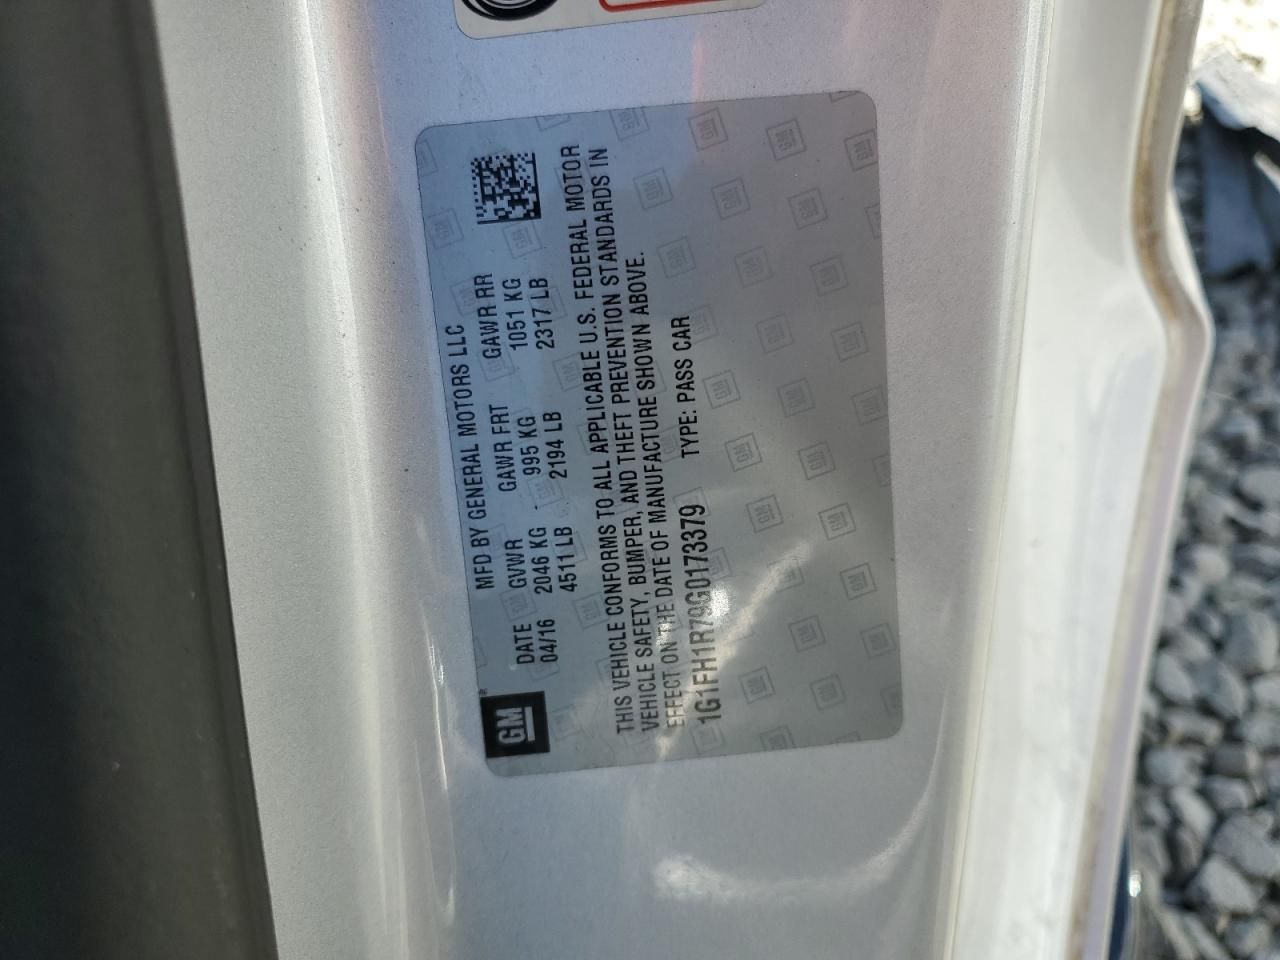 MFD BY GENERAL MOTORS LLC
DATE GVWR GAWR FRT GAWR RR
04/16 2046 KG 995 KG 1051 KG
4511 LB 2194 LB 2317 LB
GM
THIS VEHICLE CONFORMS TO ALL APPLICABLE U.S. FEDERAL MOTOR
VEHICLE SAFETY, BUMPER, AND THEFT PREVENTION STANDARDS IN
EFFECT ON THE DATE OF MANUFACTURE SHOWN ABOVE.
1G1FH1R79G0173379 TYPE: PASS CAR